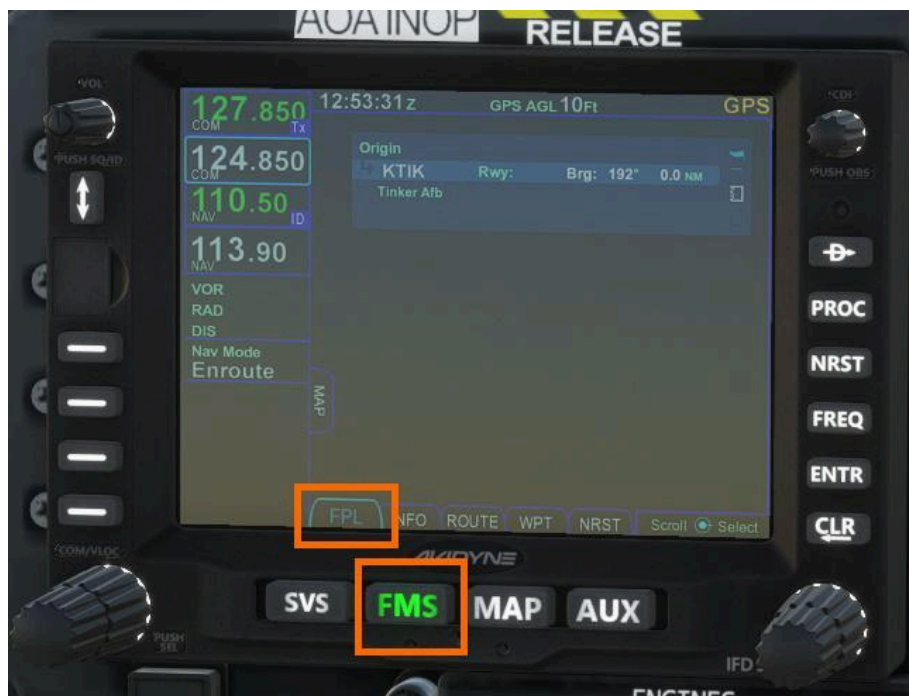 AOA INOP
RELEASE
VOL
PUSH SQ/ID
127.850
COM Tx
124.850
COM
110.50
NAV ID
113.90
NAV
VOR
RAD
DIS
Nav Mode
Enroute
12:53:31Z GPS AGL 10Ft GPS
Origin
KTIK Rwy: Brg: 192° 0.0 NM
Tinker Afb
MAP
FPL INFO ROUTE WPT NRST Scroll Select
CDI
PUSH OBS
D
PROC
NRST
FREQ
ENTR
CLR
COM/VLOC
AVIDYNE
SVS FMS MAP AUX
PUSH
SEL
IFD
ENGINES